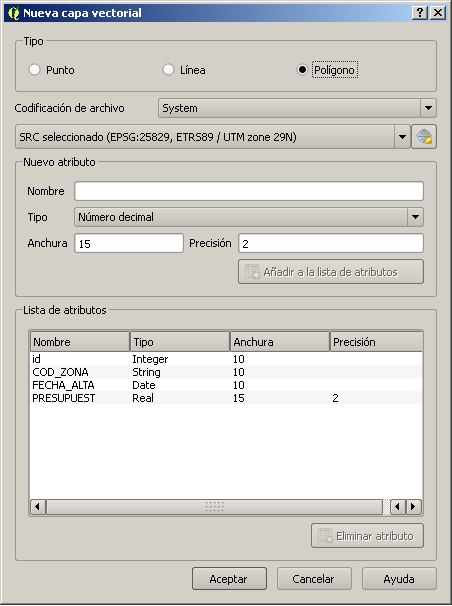 Nueva capa vectorial
Tipo
Punto Línea Polígono
Codificación de archivo System
SRC seleccionado (EPSG:25829, ETRS89 / UTM zone 29N)
Nuevo atributo
Nombre
Tipo Número decimal
Anchura 15 Precisión 2
Añadir a la lista de atributos
Lista de atributos
Nombre Tipo Anchura Precisión
id Integer 10
COD_ZONA String 10
FECHA_ALTA Date 10
PRESUPUEST Real 15 2
Eliminar atributo
Aceptar Cancelar Ayuda